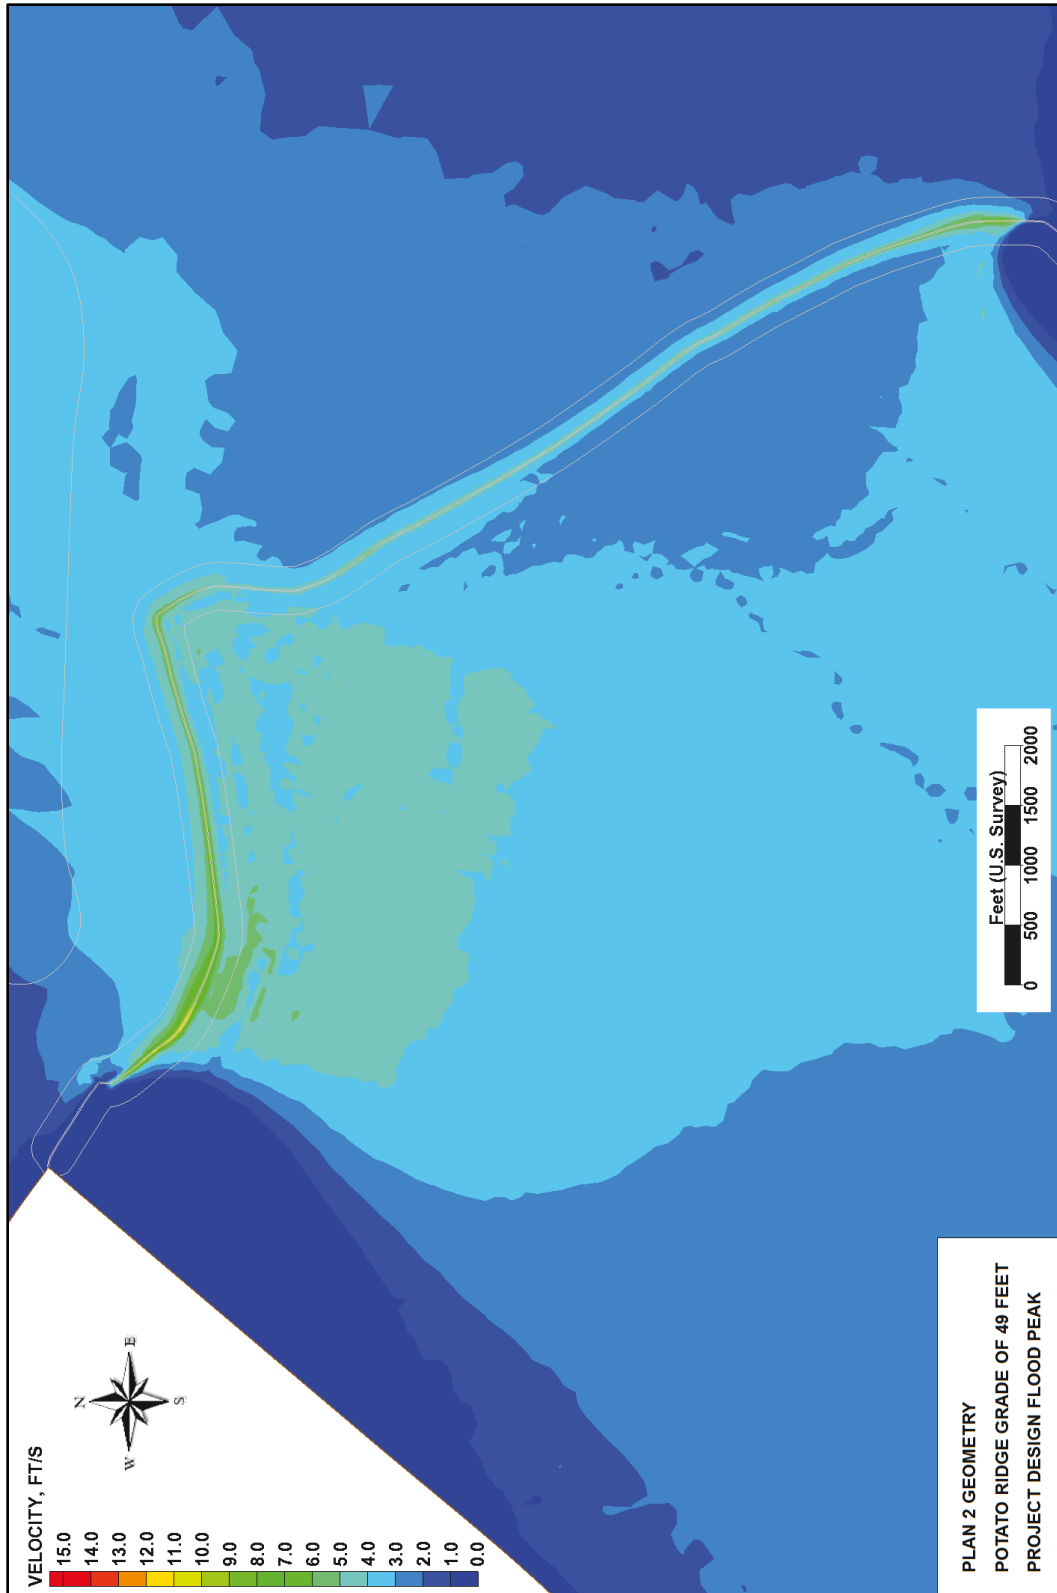 VELOCITY, FT/S
15.0
14.0
13.0
12.0
11.0
10.0
9.0
8.0
7.0
6.0
5.0
4.0
3.0
2.0
1.0
0.0
N
W
E
S
Feet (U.S. Survey)
0 500 1000 1500 2000
PLAN 2 GEOMETRY
POTATO RIDGE GRADE OF 49 FEET
PROJECT DESIGN FLOOD PEAK